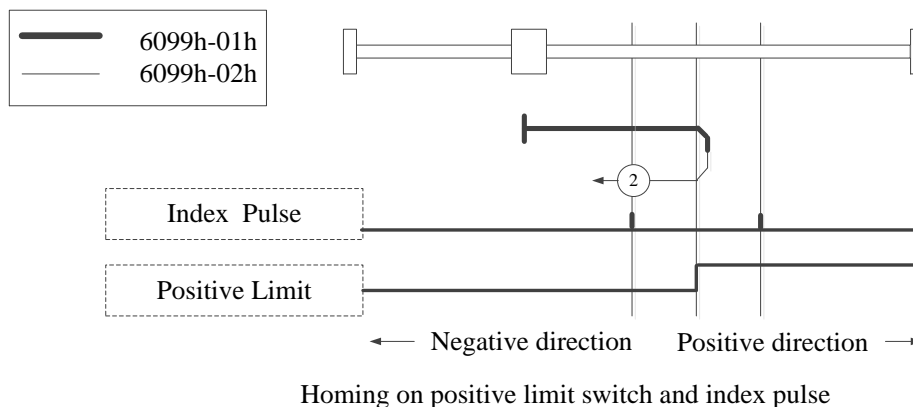 6099h-01h
6099h-02h
2
Index Pulse
Positive Limit
Negative direction
Positive direction
Homing on positive limit switch and index pulse